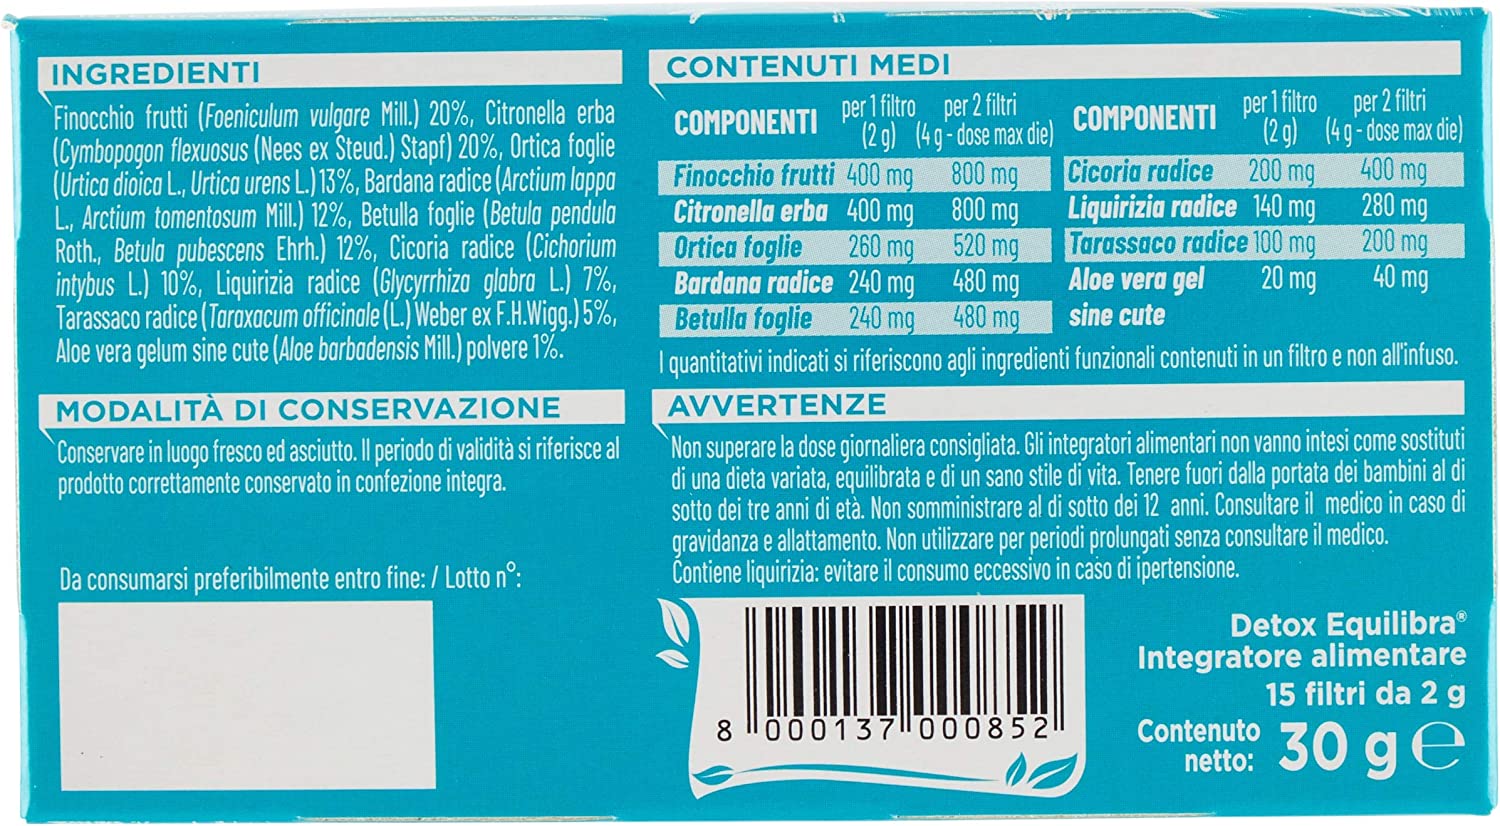 INGREDIENTI
Finocchio frutti (Foeniculum vulgare Mill.) 20%, Citronella erba
(Cymbopogon flexuosus (Nees ex Steud.) Stapf) 20%, Ortica foglie
(Urtica dioica L., Urtica urens L.) 13%, Bardana radice (Arctium lappa
L., Arctium tomentosum Mill.) 12%, Betulla foglie (Betula pendula
Roth., Betula pubescens Ehrh.) 12%, Cicoria radice (Cichorium
intybus L.) 10%, Liquirizia radice (Glycyrrhiza glabra L.) 7%,
Tarassaco radice (Taraxacum officinale (L.) Weber ex F.H.Wigg.) 5%,
Aloe vera gelum sine cute (Aloe barbadensis Mill.) polvere 1%.
MODALITÀ DI CONSERVAZIONE
Conservare in luogo fresco ed asciutto. Il periodo di validità si riferisce al
prodotto correttamente conservato in confezione integra.
Da consumarsi preferibilmente entro fine: / Lotto n°:
CONTENUTI MEDI
COMPONENTI per 1 filtro (2 g) per 2 filtri (4 g - dose max die)
Finocchio frutti 400 mg 800 mg
Citronella erba 400 mg 800 mg
Ortica foglie 260 mg 520 mg
Bardana radice 240 mg 480 mg
Betulla foglie 240 mg 480 mg
COMPONENTI per 1 filtro (2 g) per 2 filtri (4 g - dose max die)
Cicoria radice 200 mg 400 mg
Liquirizia radice 140 mg 280 mg
Tarassaco radice 100 mg 200 mg
Aloe vera gel 20 mg 40 mg
sine cute
I quantitativi indicati si riferiscono agli ingredienti funzionali contenuti in un filtro e non all'infuso.
AVVERTENZE
Non superare la dose giornaliera consigliata. Gli integratori alimentari non vanno intesi come sostituti
di una dieta variata, equilibrata e di un sano stile di vita. Tenere fuori dalla portata dei bambini al di
sotto dei tre anni di età. Non somministrare al di sotto dei 12 anni. Consultare il medico in caso di
gravidanza e allattamento. Non utilizzare per periodi prolungati senza consultare il medico.
Contiene liquirizia: evitare il consumo eccessivo in caso di ipertensione.
8 000137 000852
Detox Equilibra®
Integratore alimentare
15 filtri da 2 g
Contenuto
netto: 30 g ℮